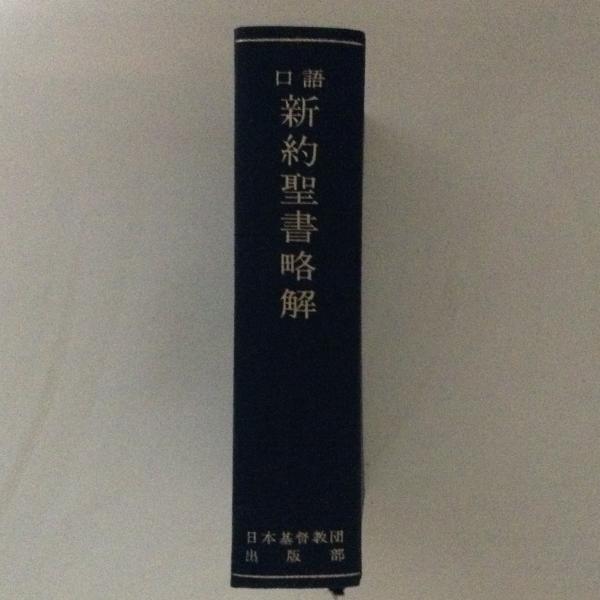 口語
新約聖書略解
日本基督教団
出版部